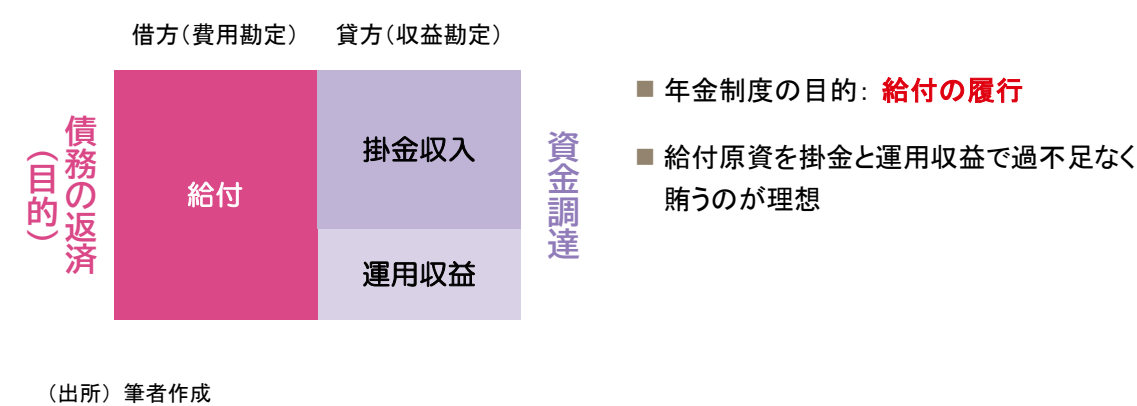 借方（費用勘定） 貸方（収益勘定）
債務の返済
（目的）
給付
掛金収入
運用収益
資金調達
■ 年金制度の目的： 給付の履行
■ 給付原資を掛金と運用収益で過不足なく
賄うのが理想
（出所）筆者作成